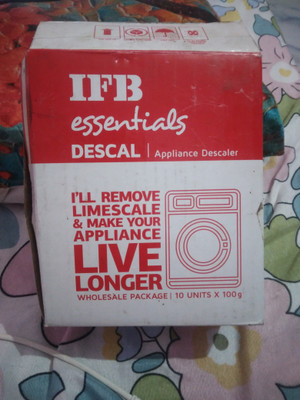 IFB
essentials
DESCAL | Appliance Descaler
I'LL REMOVE
LIMESCALE
& MAKE YOUR
APPLIANCE
LIVE
LONGER
WHOLESALE PACKAGE | 10 UNITS X 100g